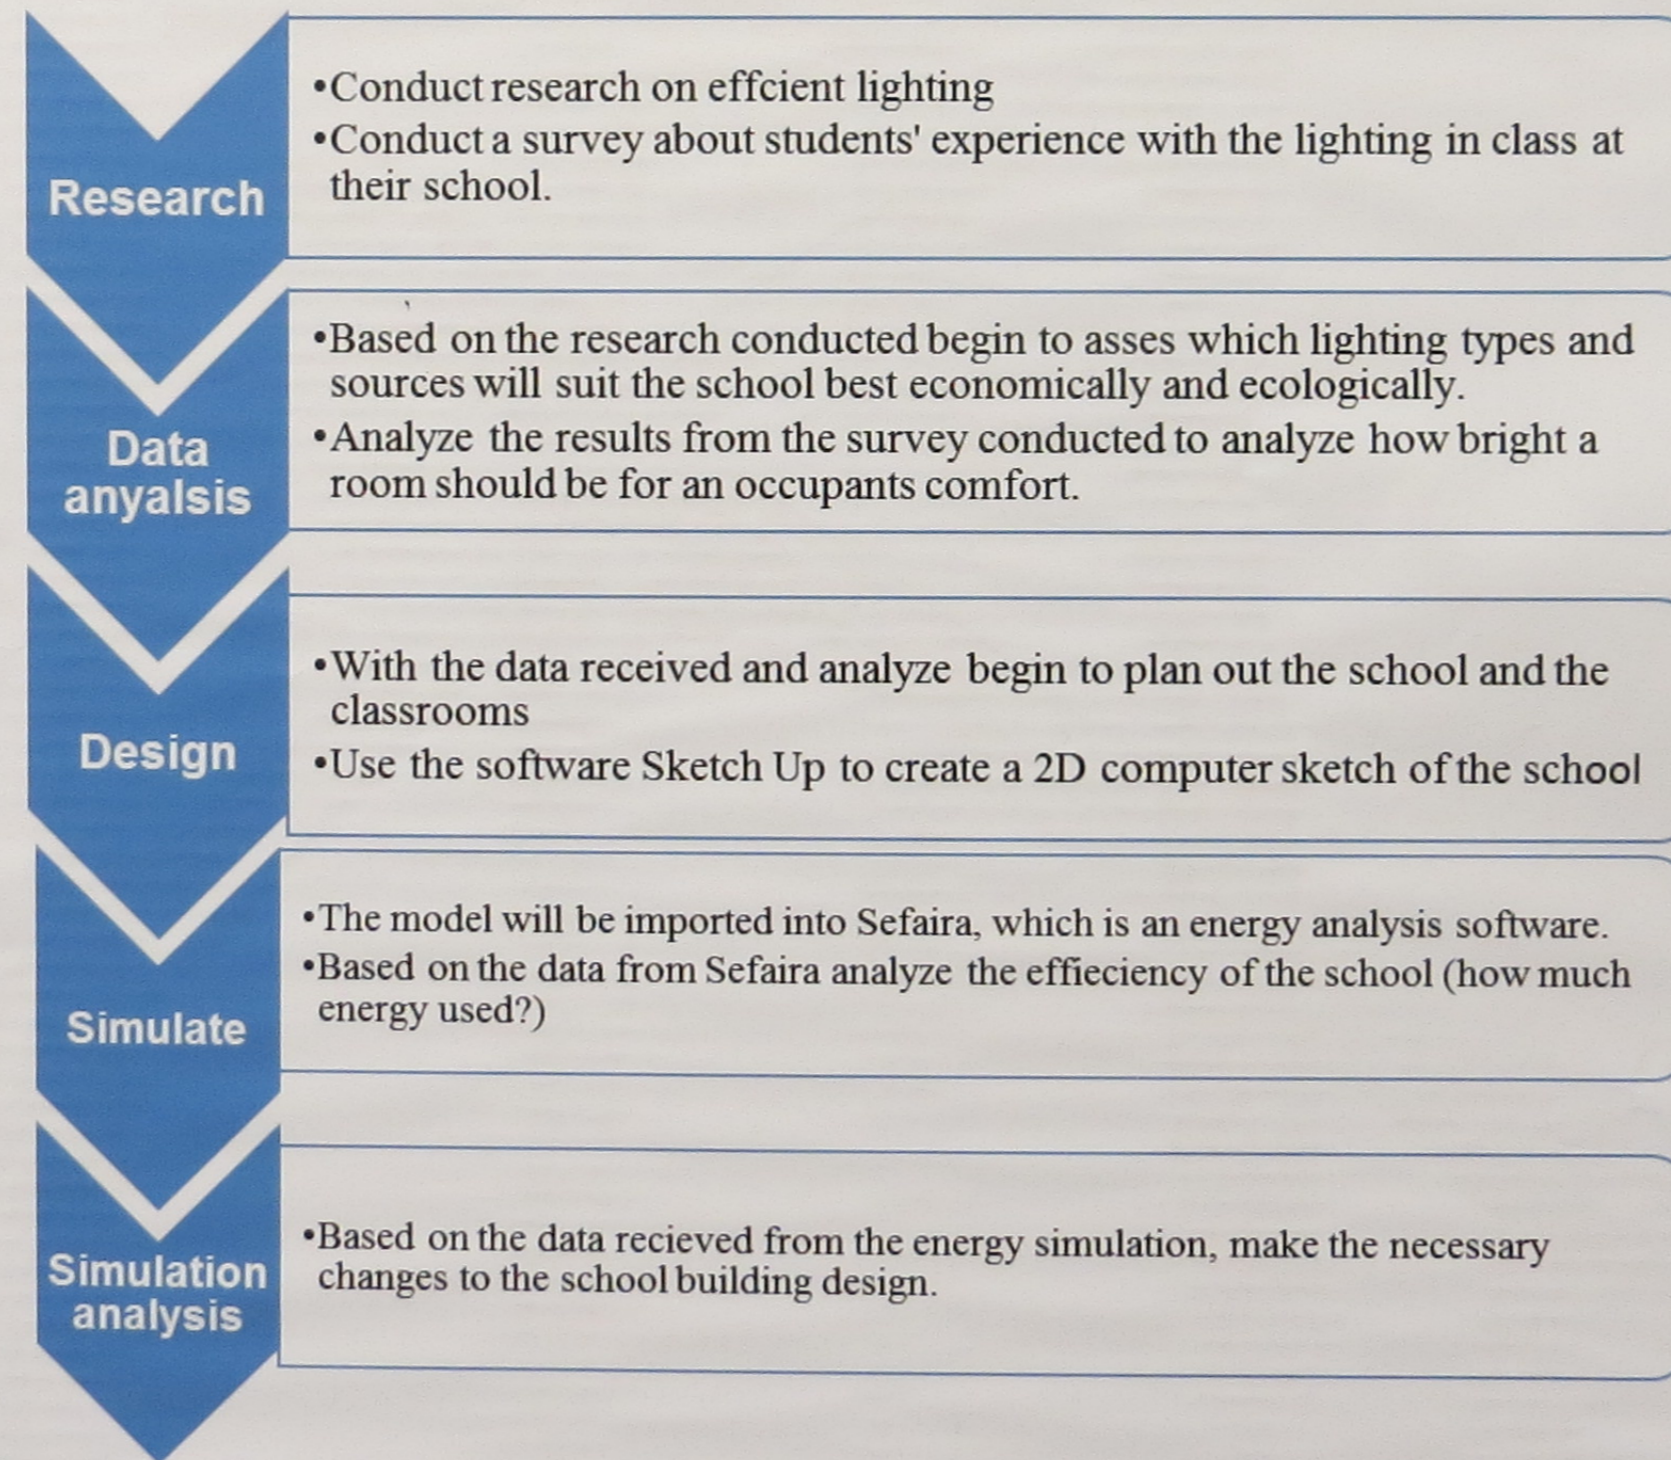 Research
•Conduct research on effcient lighting
•Conduct a survey about students' experience with the lighting in class at
their school.
Data
anyalsis
•Based on the research conducted begin to asses which lighting types and
sources will suit the school best economically and ecologically.
•Analyze the results from the survey conducted to analyze how bright a
room should be for an occupants comfort.
Design
•With the data received and analyze begin to plan out the school and the
classrooms
•Use the software Sketch Up to create a 2D computer sketch of the school
Simulate
•The model will be imported into Sefaira, which is an energy analysis software.
•Based on the data from Sefaira analyze the effieciency of the school (how much
energy used?)
Simulation
analysis
•Based on the data recieved from the energy simulation, make the necessary
changes to the school building design.